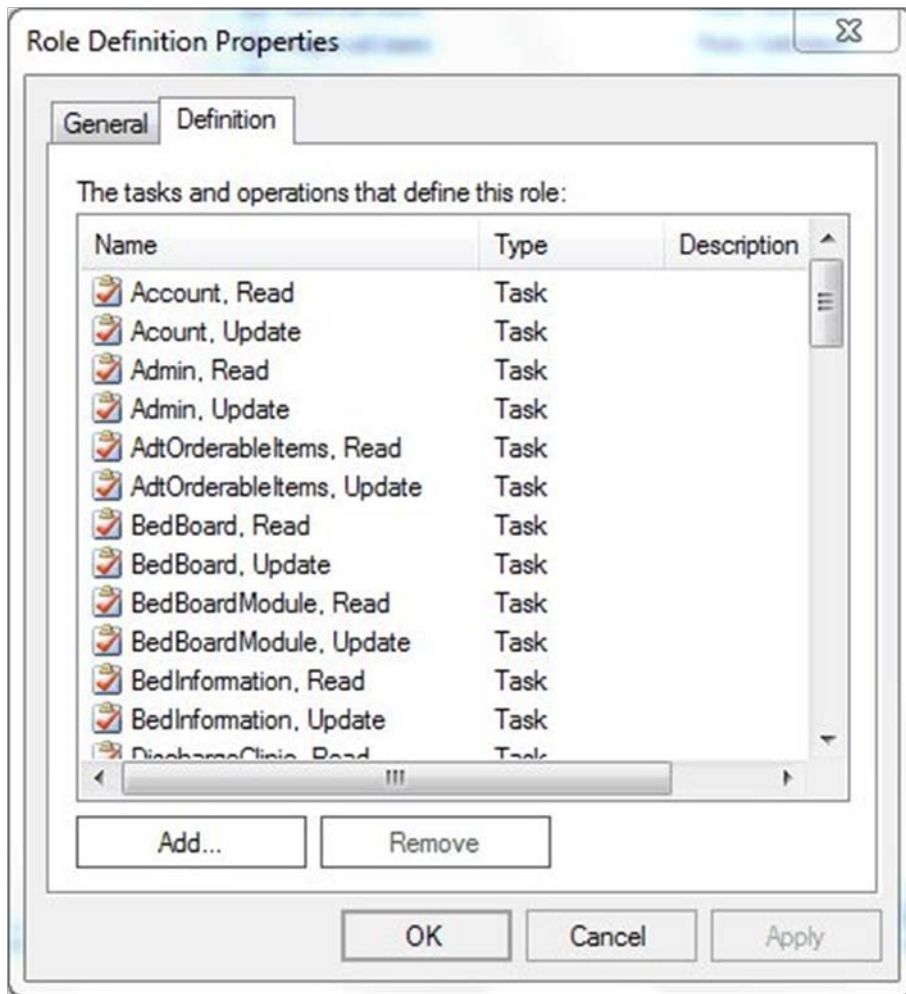 Role Definition Properties
General Definition
The tasks and operations that define this role:
Name Type Description
Account, Read Task
Acount, Update Task
Admin, Read Task
Admin, Update Task
AdtOrderableItems, Read Task
AdtOrderableItems, Update Task
BedBoard, Read Task
BedBoard, Update Task
BedBoardModule, Read Task
BedBoardModule, Update Task
BedInformation, Read Task
BedInformation, Update Task
DischargeClinic, Read Task
Add... Remove
OK Cancel Apply